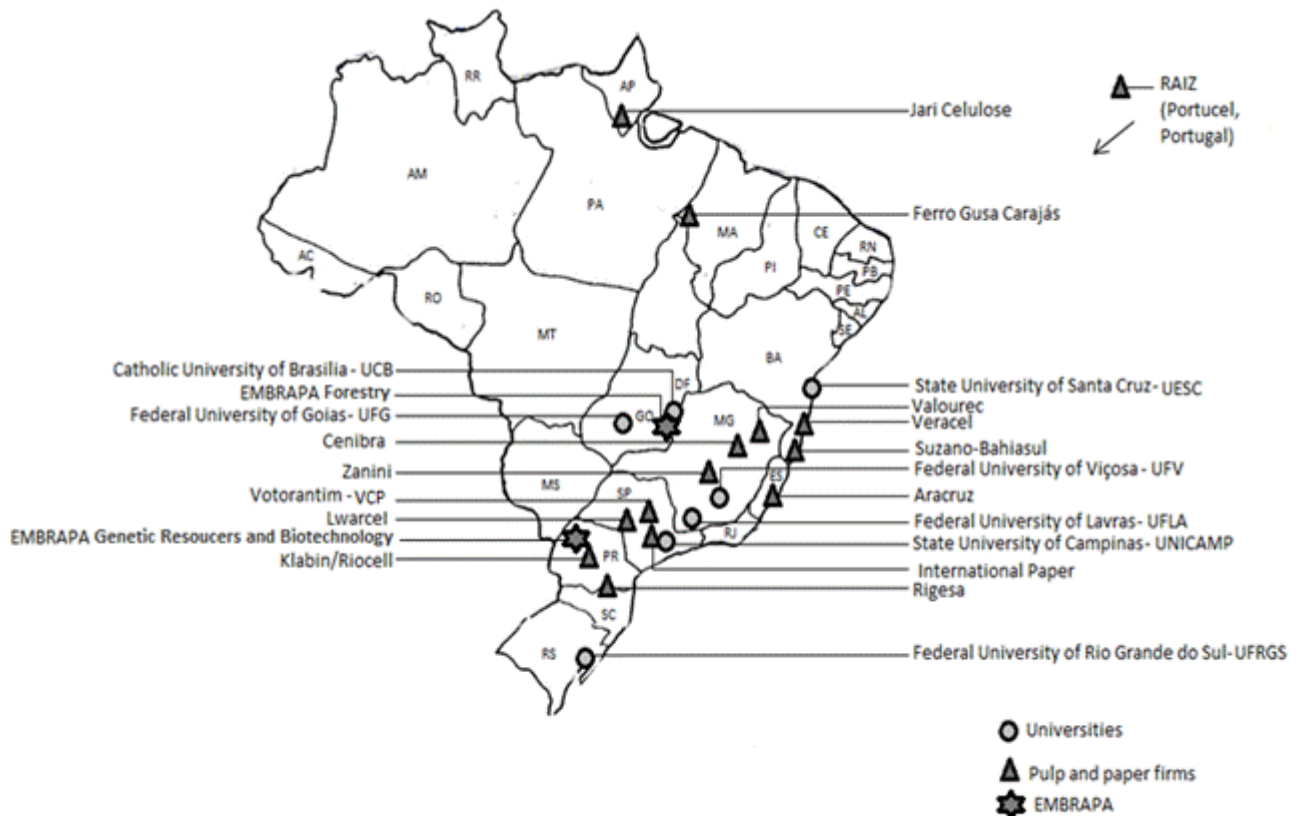 RR
AP
Jari Celulose
RAIZ
(Portucel,
Portugal)
AM
PA
Ferro Gusa Carajás
MA
CE
RN
PB
PI
PE
AL
SE
AC
RO
MT
BA
Catholic University of Brasilia - UCB
EMBRAPA Forestry
Federal University of Goias - UFG
Cenibra
Zanini
Votorantim - VCP
Lwarcel
EMBRAPA Genetic Resoucers and Biotechnology
Klabin/Riocell
DF
GO
MG
ES
MS
SP
RJ
PR
SC
RS
State University of Santa Cruz- UESC
Valourec
Veracel
Suzano-Bahiasul
Federal University of Viçosa - UFV
Aracruz
Federal University of Lavras - UFLA
State University of Campinas- UNICAMP
International Paper
Rigesa
Federal University of Rio Grande do Sul-UFRGS
Universities
Pulp and paper firms
EMBRAPA